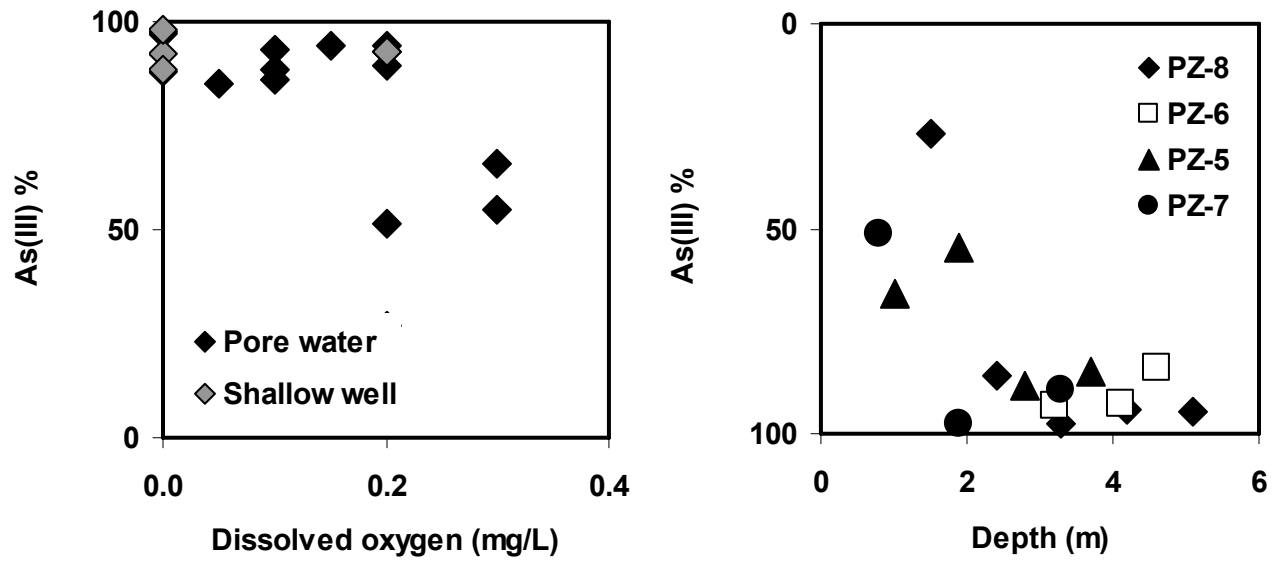 100
50
0
As(III) %
Pore water
Shallow well
0.0
0.2
0.4
Dissolved oxygen (mg/L)
0
50
100
As(III) %
PZ-8
PZ-6
PZ-5
PZ-7
0
2
4
6
Depth (m)